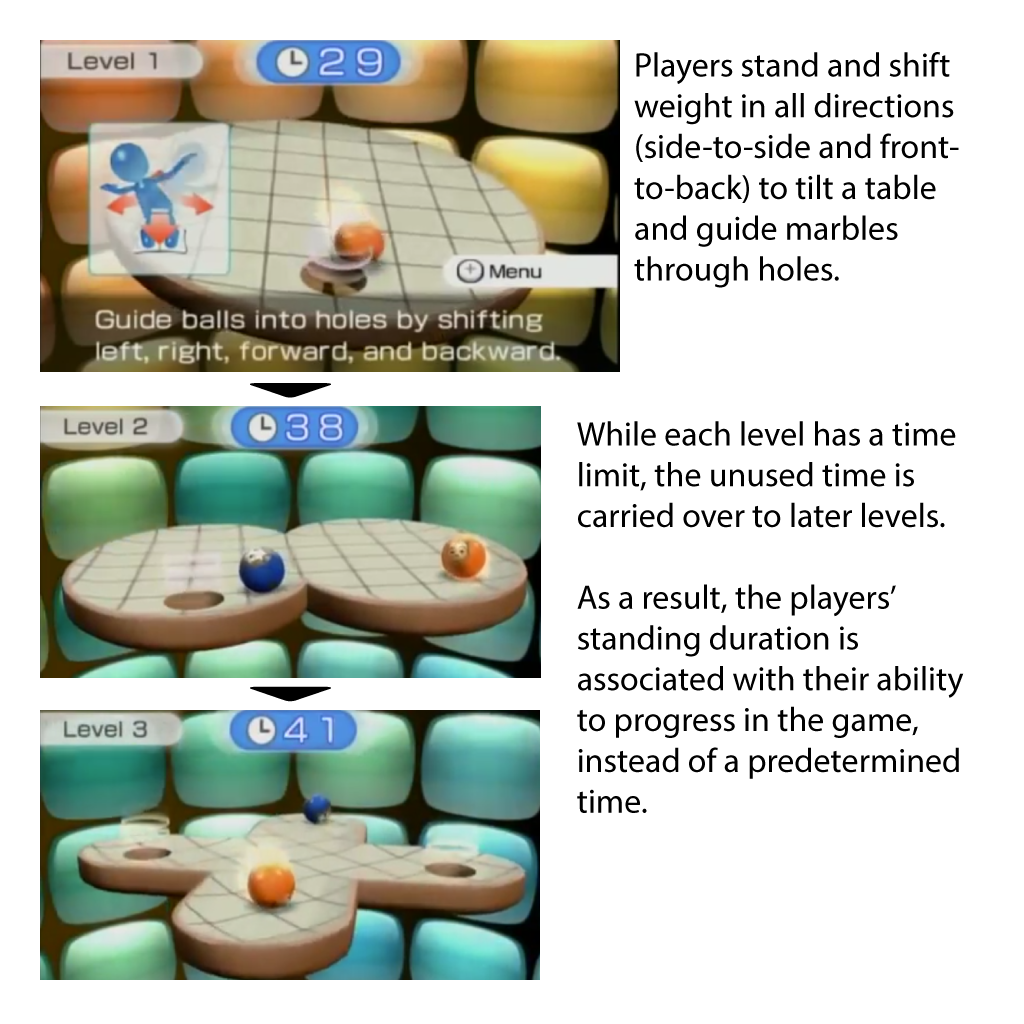 Level 1
29
Players stand and shift
weight in all directions
(side-to-side and front-
to-back) to tilt a table
and guide marbles
through holes.
Menu
Guide balls into holes by shifting
left, right, forward, and backward.
Level 2
38
While each level has a time
limit, the unused time is
carried over to later levels.
As a result, the players’
standing duration is
associated with their ability
to progress in the game,
instead of a predetermined
time.
Level 3
41